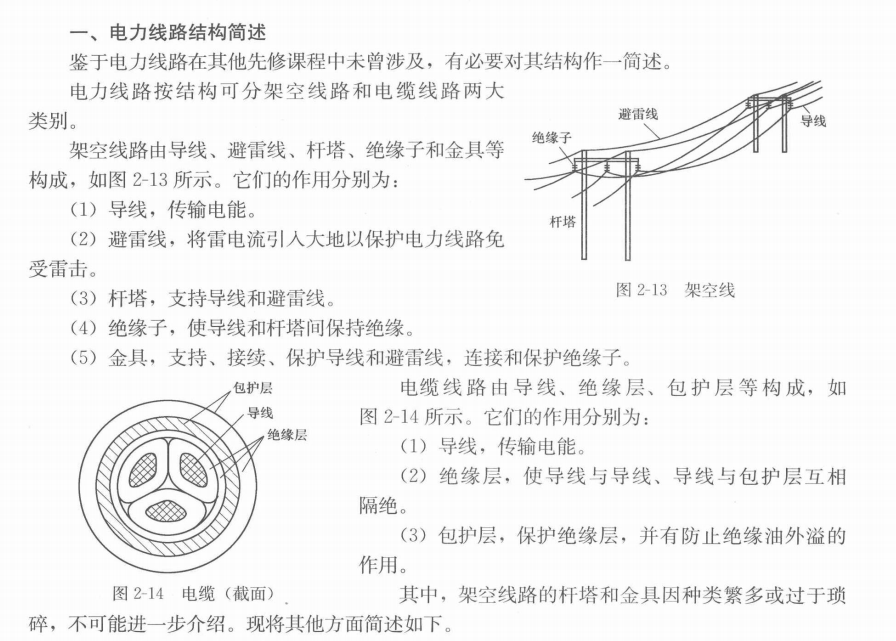 一、电力线路结构简述
鉴于电力线路在其他先修课程中未曾涉及，有必要对其结构作一简述。
电力线路按结构可分架空线路和电缆线路两大
类别。
架空线路由导线、避雷线、杆塔、绝缘子和金具等
构成，如图 2-13 所示。它们的作用分别为：
（1）导线，传输电能。
（2）避雷线，将雷电流引入大地以保护电力线路免
受雷击。
避雷线
导线
绝缘子
杆塔
图 2-13 架空线
（3）杆塔，支持导线和避雷线。
（4）绝缘子，使导线和杆塔间保持绝缘。
（5）金具，支持、接续、保护导线和避雷线，连接和保护绝缘子。
包护层
导线
绝缘层
图 2-14 电缆（截面）
电缆线路由导线、绝缘层、包护层等构成，如
图 2-14 所示。它们的作用分别为：
（1）导线，传输电能。
（2）绝缘层，使导线与导线、导线与包护层互相
隔绝。
（3）包护层，保护绝缘层，并有防止绝缘油外溢的
作用。
其中，架空线路的杆塔和金具因种类繁多或过于琐
碎，不可能进一步介绍。现将其他方面简述如下。